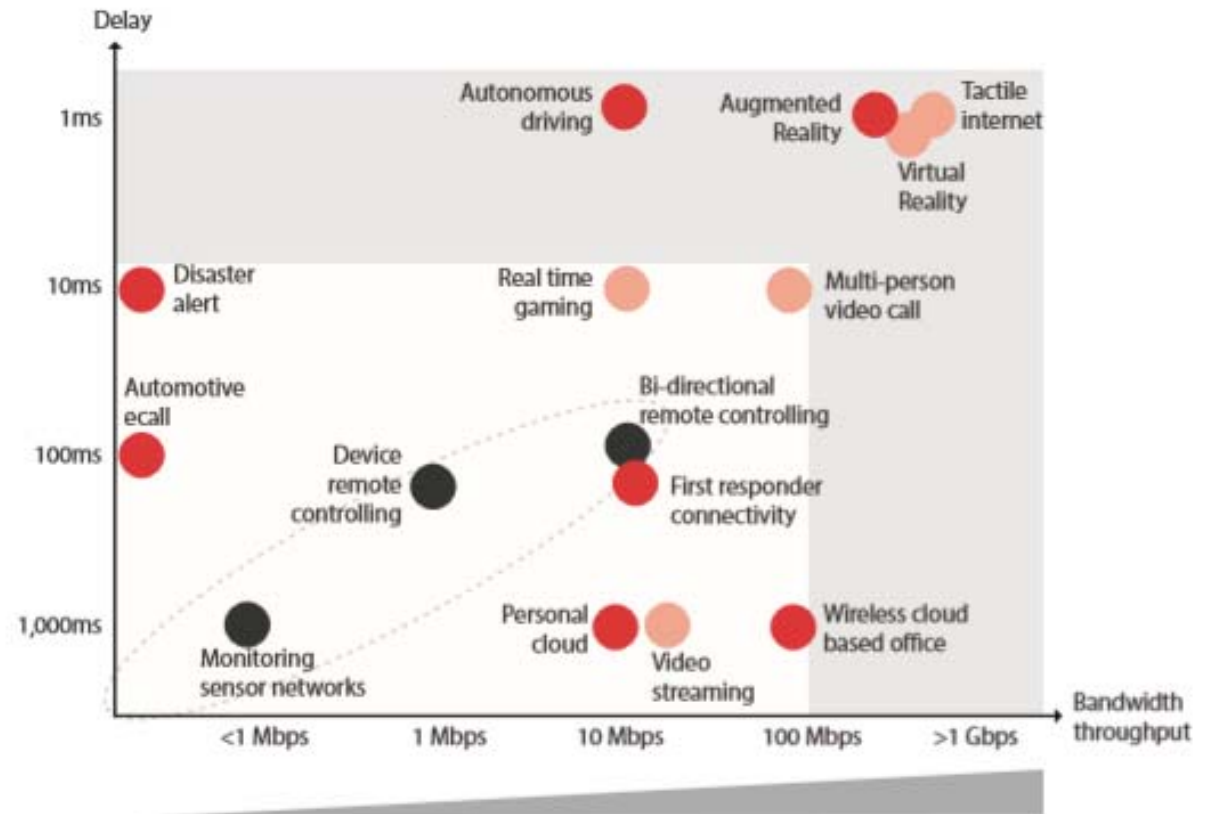 Delay
1ms
Autonomous
driving
Augmented
Reality
Tactile
internet
Virtual
Reality
10ms
Disaster
alert
Real time
gaming
Multi-person
video call
Automotive
ecall
Bi-directional
remote controlling
100ms
Device
remote
controlling
First responder
connectivity
1,000ms
Monitoring
sensor networks
Personal
cloud
Video
streaming
Wireless cloud
based office
Bandwidth
throughput
<1 Mbps
1 Mbps
10 Mbps
100 Mbps
>1 Gbps